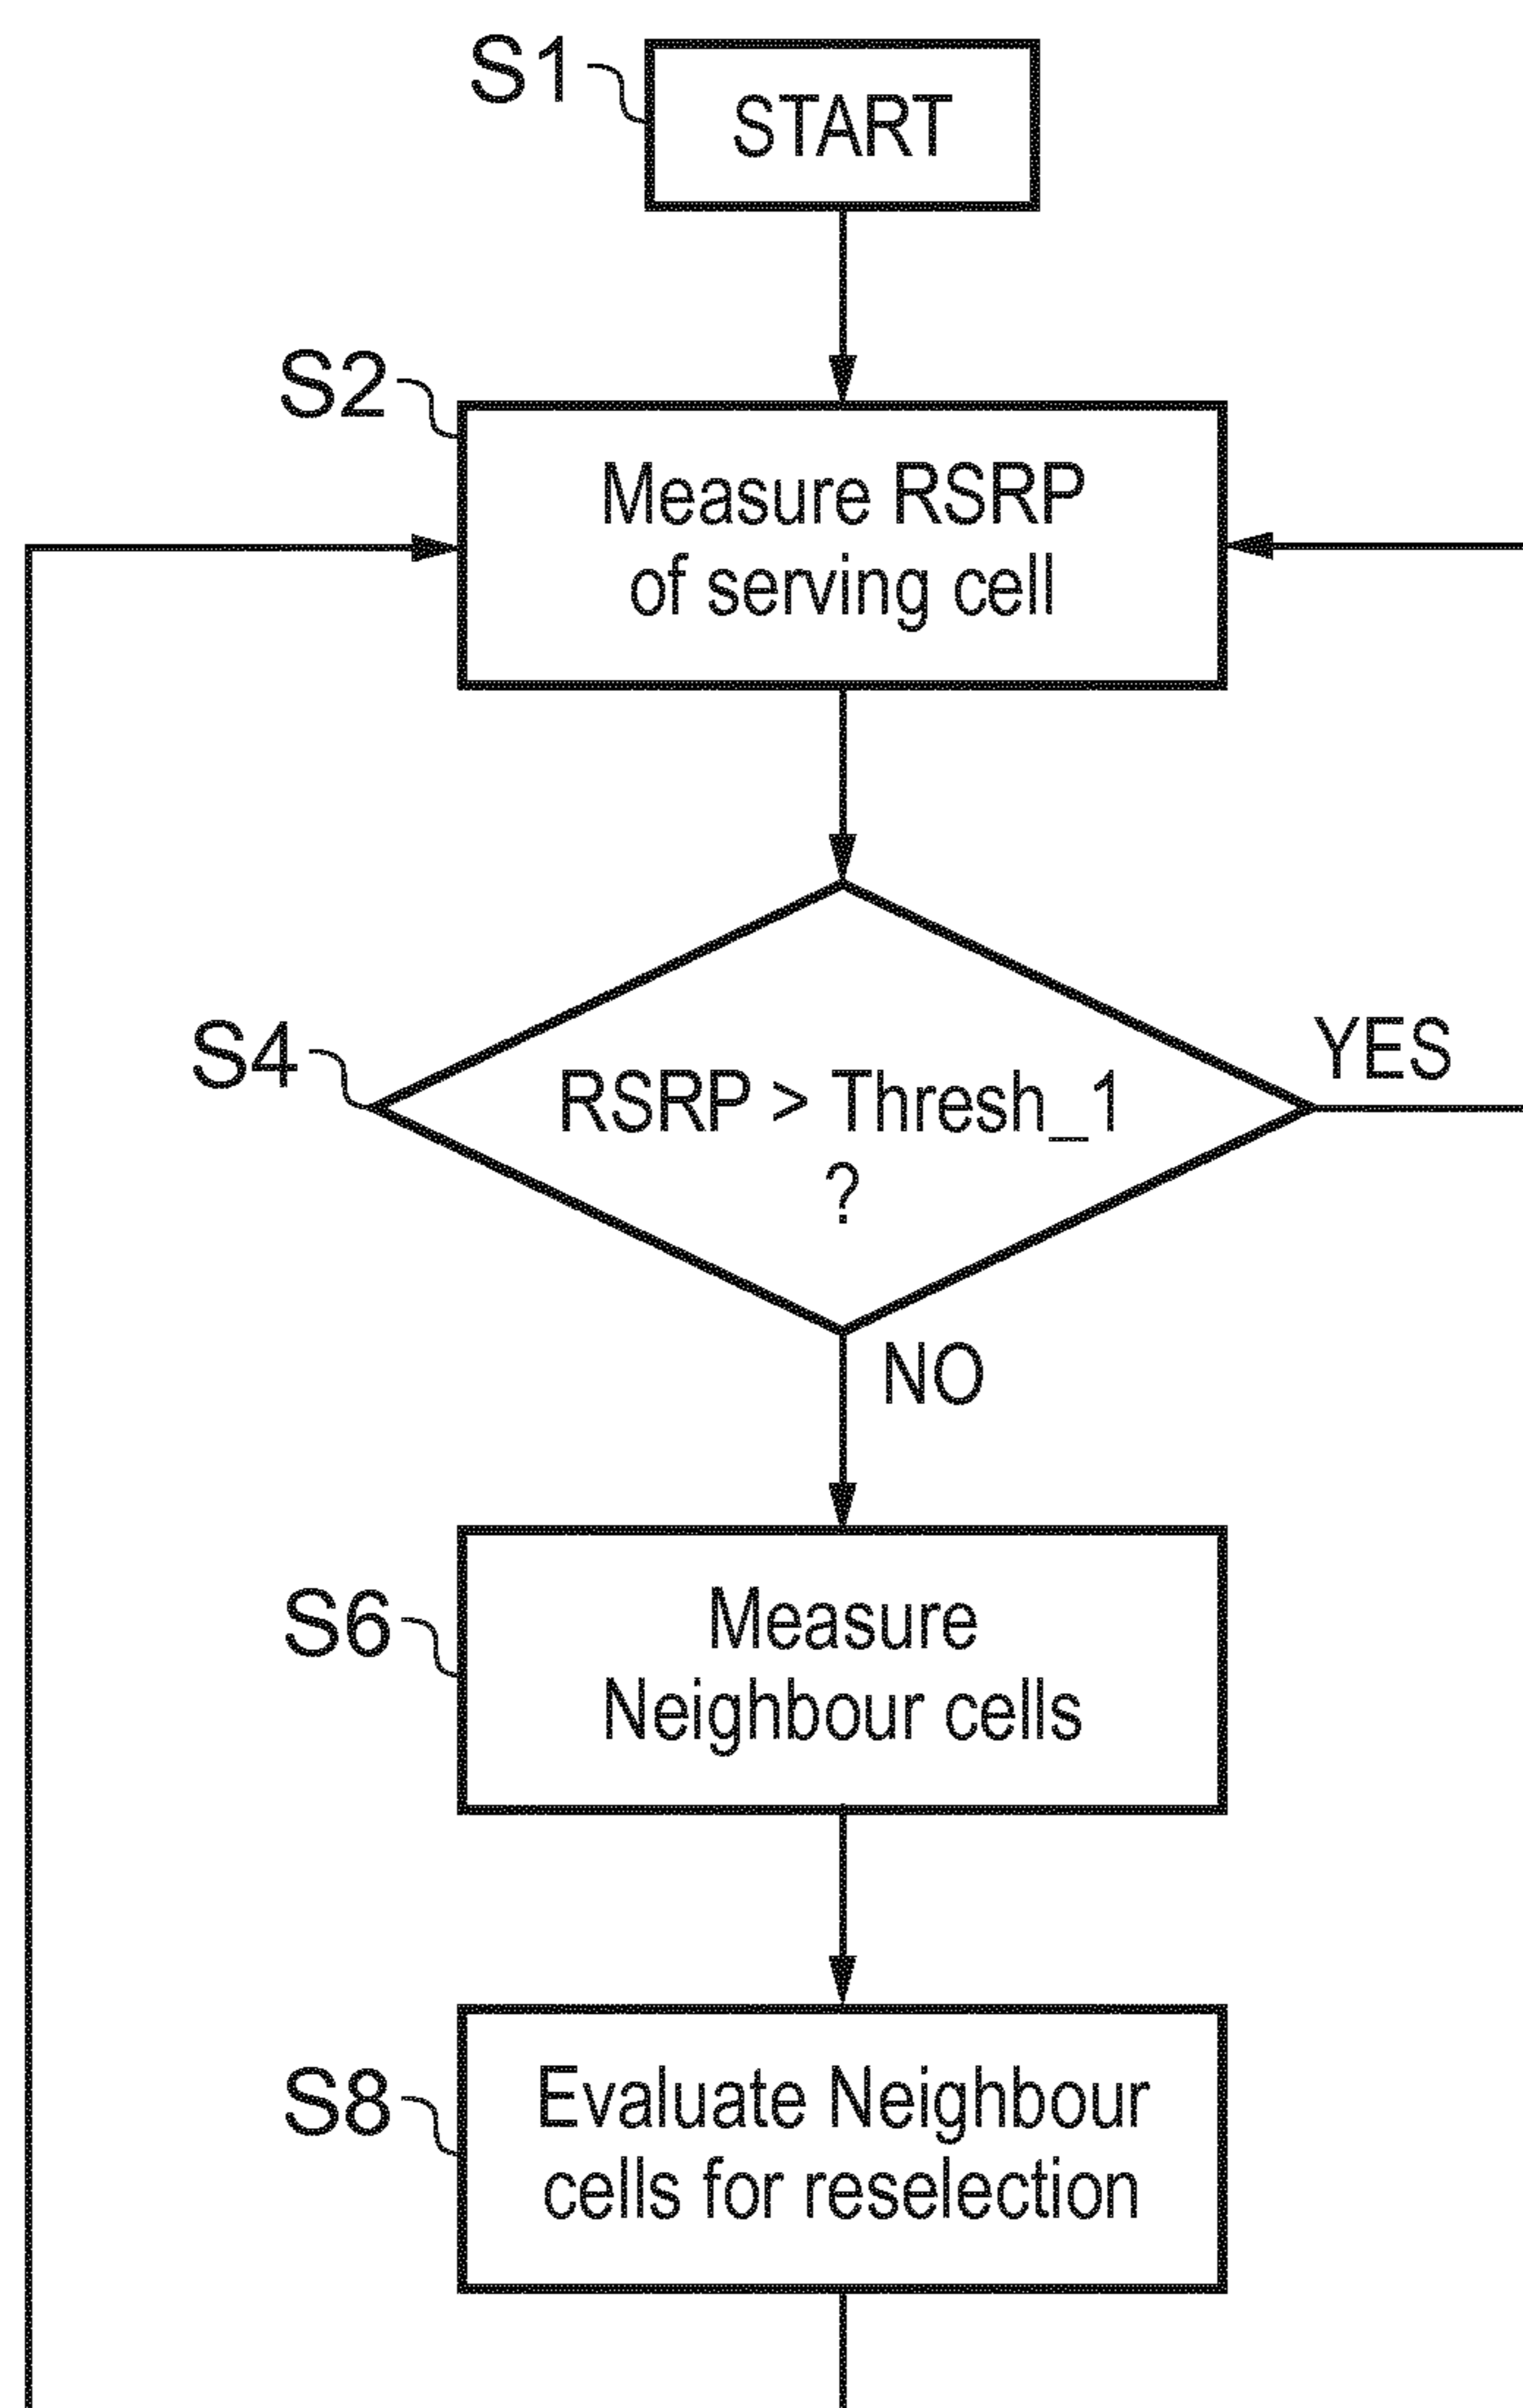 S1
START
S2
Measure RSRP
of serving cell
S4
RSRP > Thresh_1
?
YES
NO
S6
Measure
Neighbour cells
S8
Evaluate Neighbour
cells for reselection